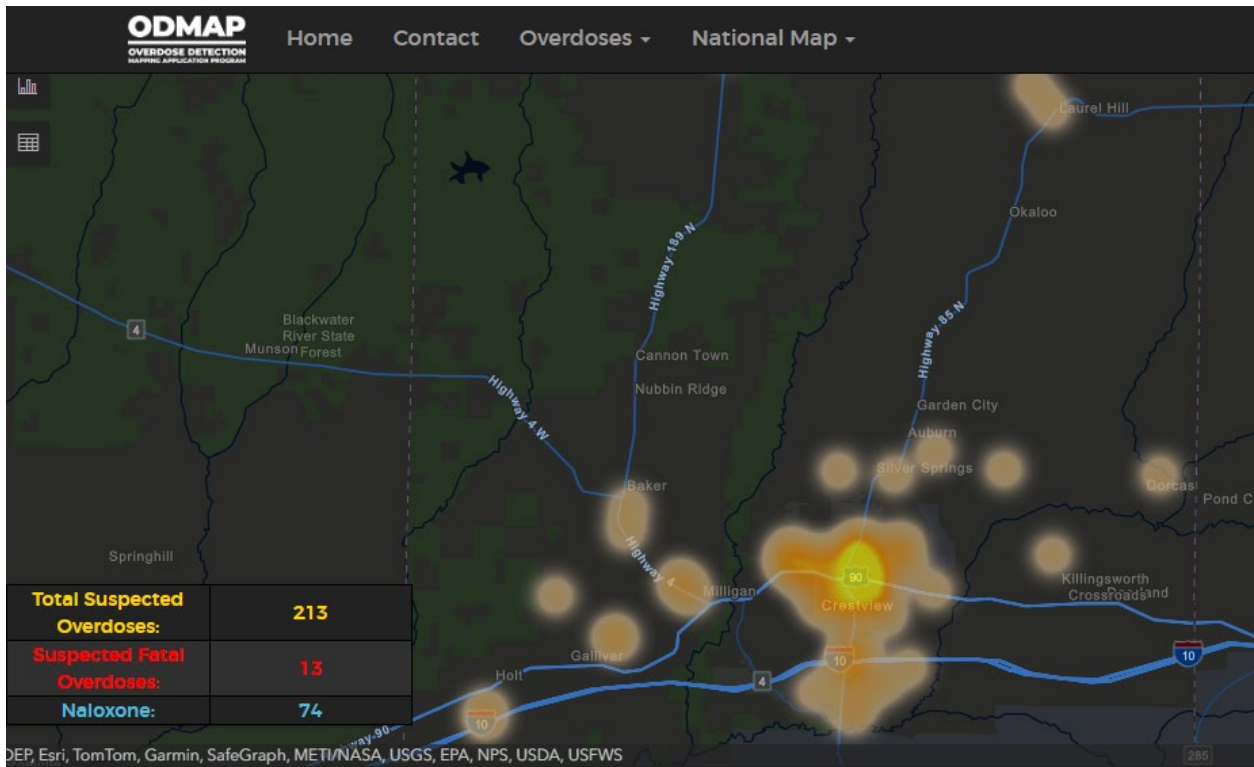 ODMAP
OVERDOSE DETECTION
MAPPING APPLICATION PROGRAM
Home
Contact
Overdoses
National Map
Laurel Hill
Okaloo
Highway 189 N
Highway 85 N
4
Blackwater
River State
Forest
Munson
Cannon Town
Nubbin Ridge
Highway 4 W
Garden City
Auburn
Silver Springs
Baker
Dorcas
Pond C
Springhill
Highway 4
Milligan
90
Crestview
Killingsworth
Crossroads
Galliver
10
10
Holt
4
10
Total Suspected
Overdoses:
213
Suspected Fatal
Overdoses:
13
Naloxone:
74
hway-90
DEP, Esri, TomTom, Garmin, SafeGraph, METI/NASA, USGS, EPA, NPS, USDA, USFWS
285